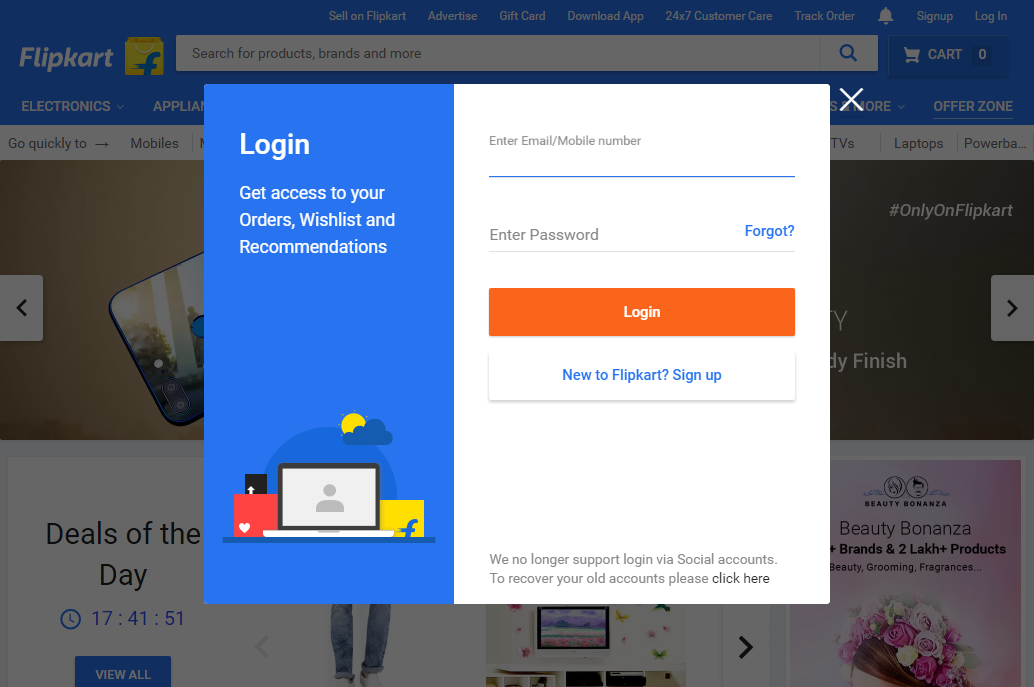 Sell on Flipkart Advertise Gift Card Download App 24x7 Customer Care Track Order Signup Log In
Flipkart
Search for products, brands and more
CART 0
ELECTRONICS
& MORE OFFER ZONE
Go quickly to → Mobiles
TVs Laptops Powerba...
Login
Get access to your
Orders, Wishlist and
Recommendations
Enter Email/Mobile number
Enter Password Forgot?
Login
New to Flipkart? Sign up
We no longer support login via Social accounts.
To recover your old accounts please click here
#OnlyOnFlipkart
Finish
Deals of the
Day
17 : 41 : 51
VIEW ALL
BEAUTY BONANZA
Beauty Bonanza
+ Brands & 2 Lakh+ Products
Beauty, Grooming, Fragrances...